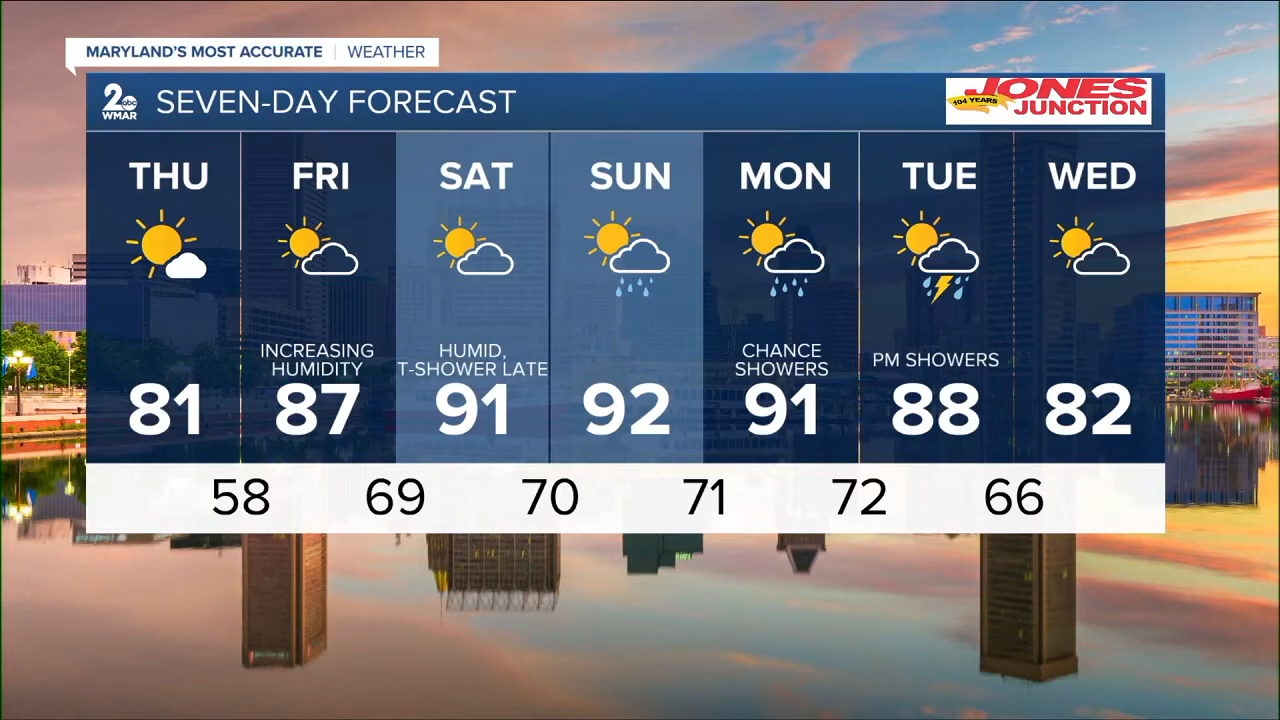 MARYLAND'S MOST ACCURATE | WEATHER
2 abc
WMAR
SEVEN-DAY FORECAST
JONES
104 YEARS
JUNCTION
THU FRI SAT SUN MON TUE WED
INCREASING
HUMIDITY
HUMID,
T-SHOWER LATE
CHANCE
SHOWERS
PM SHOWERS
81 87 91 92 91 88 82
58 69 70 71 72 66